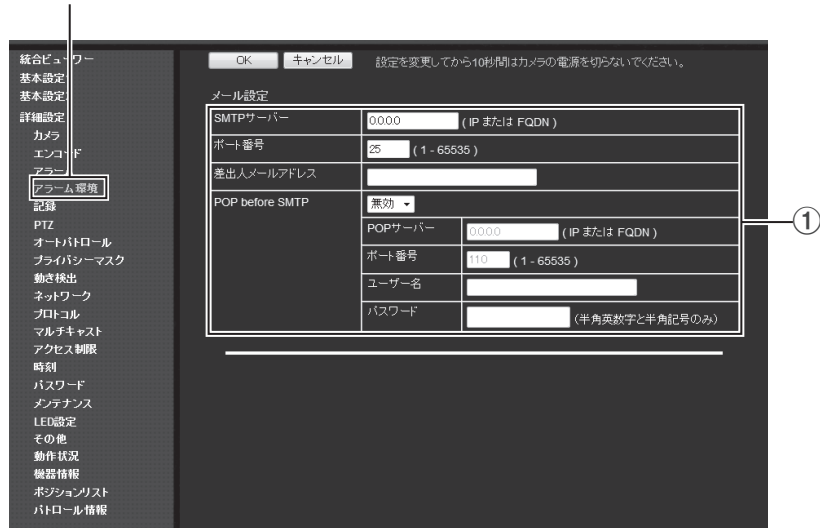 統合ビューワー
基本設定
基本設定
詳細設定
カメラ
エンコード
アラーム
アラーム環境
記録
PTZ
オートパトロール
プライバシーマスク
動き検出
ネットワーク
プロトコル
マルチキャスト
アクセス制限
時刻
パスワード
メンテナンス
LED設定
その他
動作状況
機器情報
ポジションリスト
パトロール情報
OK キャンセル 設定を変更してから10秒間はカメラの電源を切らないでください。
メール設定
SMTPサーバー 0.0.0.0 ( IP または FQDN )
ポート番号 25 ( 1 - 65535 )
差出人メールアドレス
POP before SMTP 無効
POPサーバー 0.0.0.0 ( IP または FQDN )
ポート番号 110 ( 1 - 65535 )
ユーザー名
パスワード (半角英数字と半角記号のみ)
①